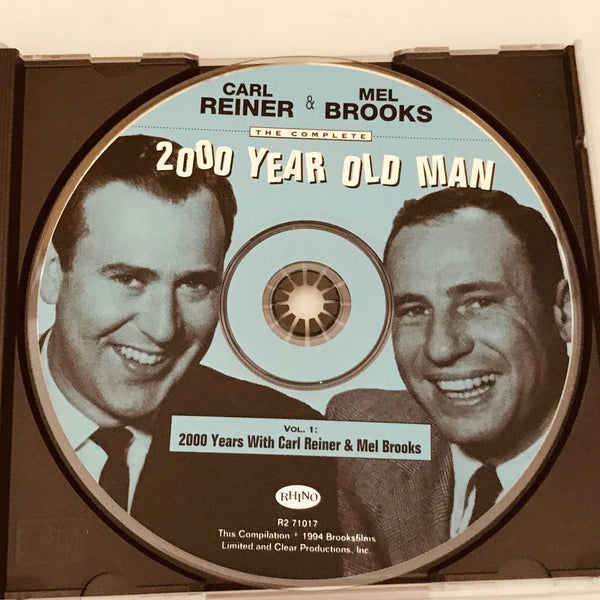 CARL REINER & MEL BROOKS
THE COMPLETE
2000 YEAR OLD MAN
VOL. 1:
2000 Years With Carl Reiner & Mel Brooks
RHINO
R2 71017
This Compilation * 1994 Brooksfilms
Limited and Clear Productions, Inc.